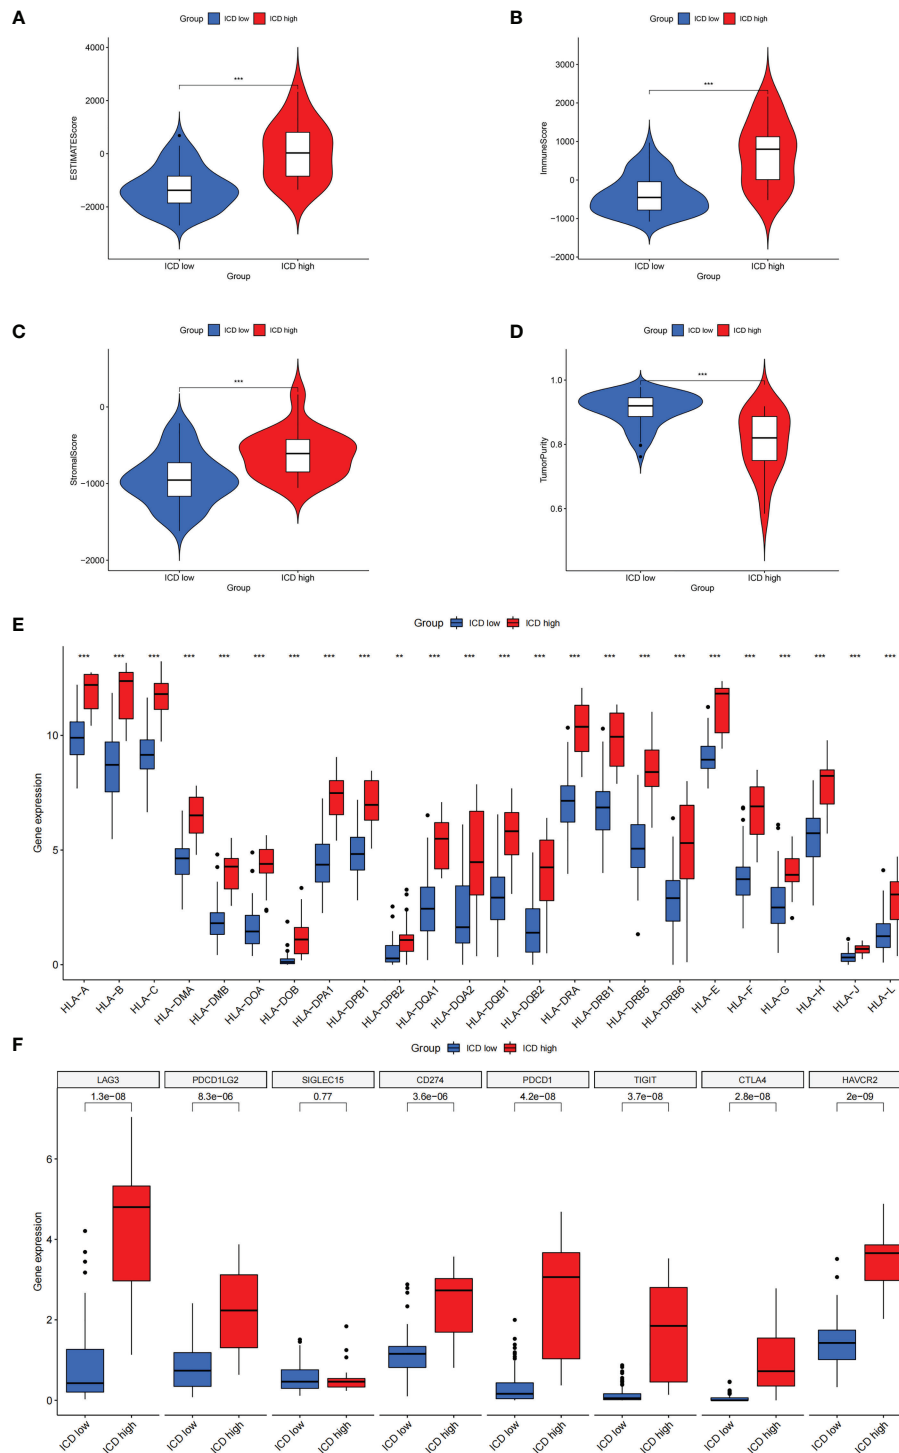 A
Group ICD low ICD high
ESTIMATEScore
4000
2000
0
−2000
***
ICD low ICD high
Group
B
Group ICD low ICD high
ImmuneScore
3000
2000
1000
0
−1000
−2000
***
ICD low ICD high
Group
C
Group ICD low ICD high
StromalScore
0
−1000
−2000
***
ICD low ICD high
Group
D
Group ICD low ICD high
TumorPurity
1.0
0.8
0.6
***
ICD low ICD high
Group
E
Group ICD low ICD high
*** *** *** *** *** *** *** *** *** ** *** *** *** *** *** *** *** *** *** *** *** *** *** ***
Gene expression
10
5
0
HLA−A HLA−B HLA−C HLA−DMA HLA−DMB HLA−DOA HLA−DOB HLA−DPA1 HLA−DPB1 HLA−DPB2 HLA−DQA1 HLA−DQA2 HLA−DQB1 HLA−DQB2 HLA−DRA HLA−DRB1 HLA−DRB5 HLA−DRB6 HLA−E HLA−F HLA−G HLA−H HLA−J HLA−L
F
Group ICD low ICD high
LAG3 PDCD1LG2 SIGLEC15 CD274 PDCD1 TIGIT CTLA4 HAVCR2
1.3e−08 8.3e−06 0.77 3.6e−06 4.2e−08 3.7e−08 2.8e−08 2e−09
Gene expression
6
4
2
0
ICD low ICD high ICD low ICD high ICD low ICD high ICD low ICD high ICD low ICD high ICD low ICD high ICD low ICD high ICD low ICD high